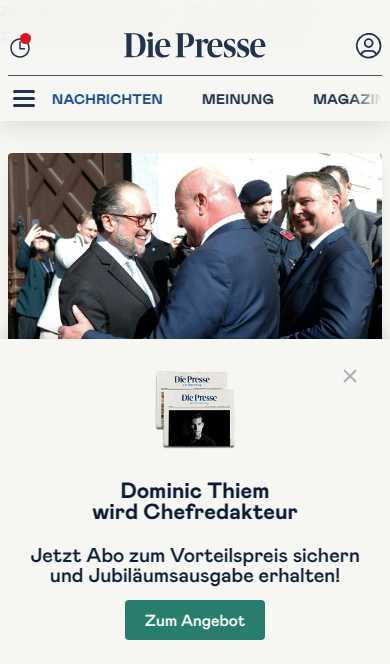 Die Presse
NACHRICHTEN
MEINUNG
MAGAZIN
Die Presse
Die Presse
Dominic Thiem
wird Chefredakteur
Jetzt Abo zum Vorteilspreis sichern
und Jubiläumsausgabe erhalten!
Zum Angebot